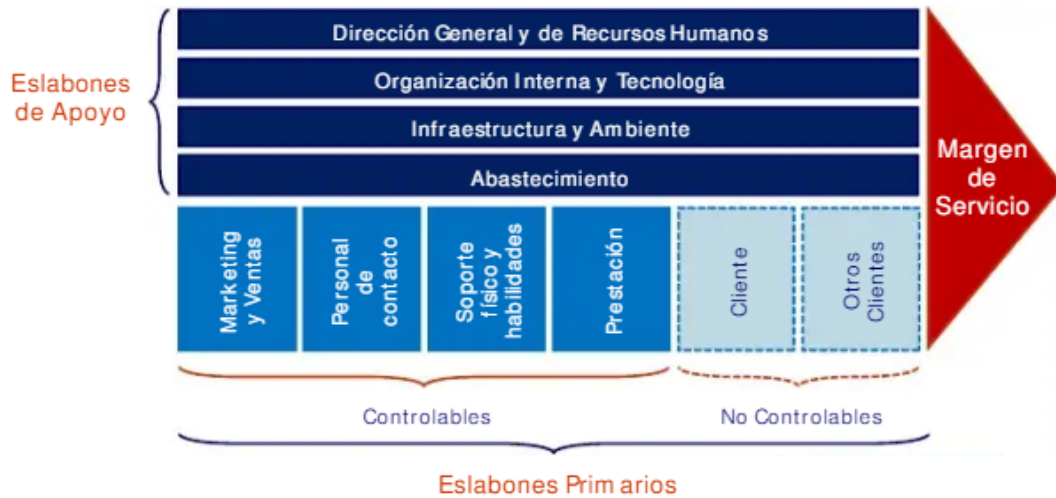 Dirección General y de Recursos Humanos
Eslabones
de Apoyo
Organización Interna y Tecnología
Infraestructura y Ambiente
Abastecimiento
Margen
de
Servicio
Marketing
y Ventas
Personal
de
contacto
Soporte
físico y
habilidades
Prestación
Cliente
Otros
Clientes
Controlables
No Controlables
Eslabones Primarios